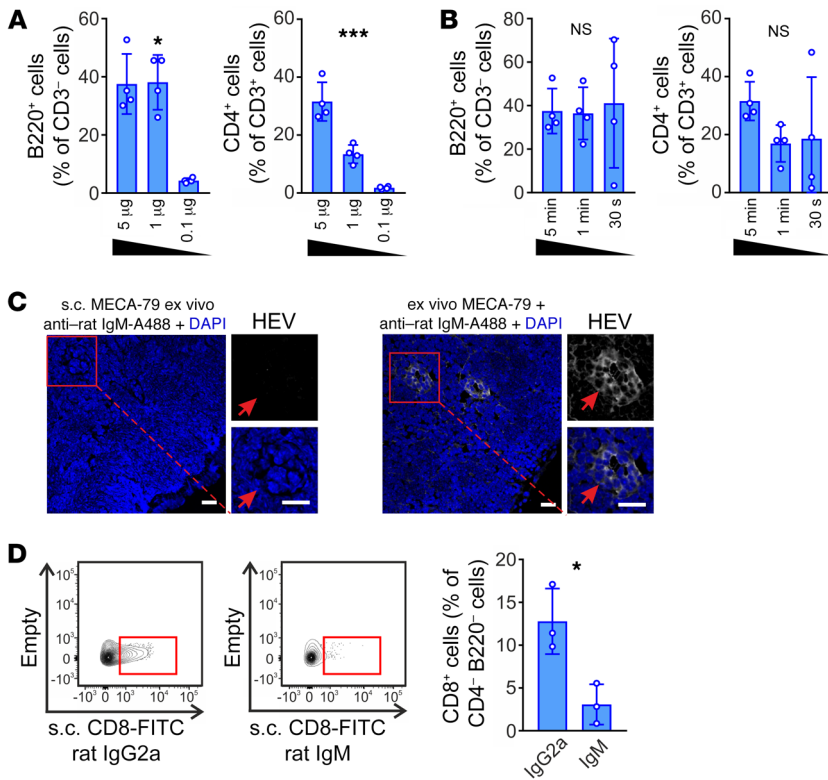 A
B220⁺ cells
(% of CD3⁻ cells)
60
40
20
0
*
5 µg
1 µg
0.1 µg
CD4⁺ cells
(% of CD3⁺ cells)
60
40
20
0
***
5 µg
1 µg
0.1 µg
B
B220⁺ cells
(% of CD3⁻ cells)
80
60
40
20
0
NS
5 min
1 min
30 s
CD4⁺ cells
(% of CD3⁺ cells)
60
40
20
0
NS
5 min
1 min
30 s
C
s.c. MECA-79 ex vivo
anti–rat IgM-A488 + DAPI
HEV
ex vivo MECA-79 +
anti–rat IgM-A488 + DAPI
HEV
D
Empty
10⁵
10⁴
10³
0
-10³
-10³ 0 10³ 10⁴ 10⁵
s.c. CD8-FITC
rat IgG2a
Empty
10⁵
10⁴
10³
0
-10³
-10³ 0 10³ 10⁴ 10⁵
s.c. CD8-FITC
rat IgM
CD8⁺ cells (% of
CD4⁻ B220⁻ cells)
20
15
10
5
0
*
IgG2a
IgM